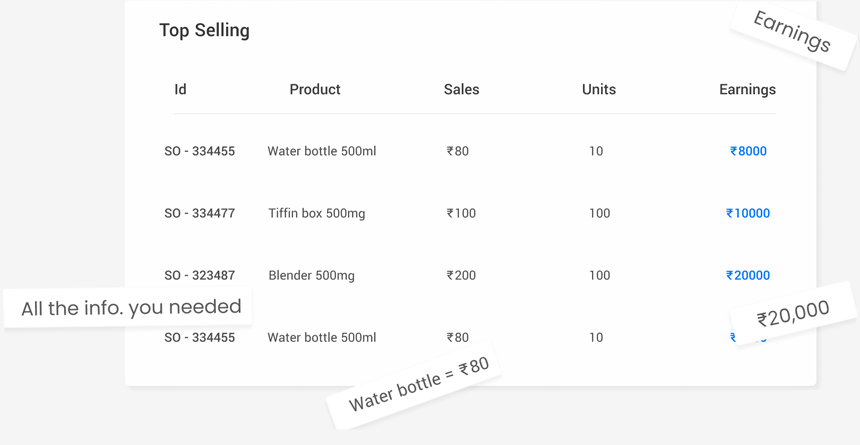 Top Selling
Earnings
Id Product Sales Units Earnings
SO - 334455 Water bottle 500ml ₹80 10 ₹8000
SO - 334477 Tiffin box 500mg ₹100 100 ₹10000
SO - 323487 Blender 500mg ₹200 100 ₹20000
All the info. you needed
₹20,000
SO - 334455 Water bottle 500ml ₹80 10
Water bottle = ₹80